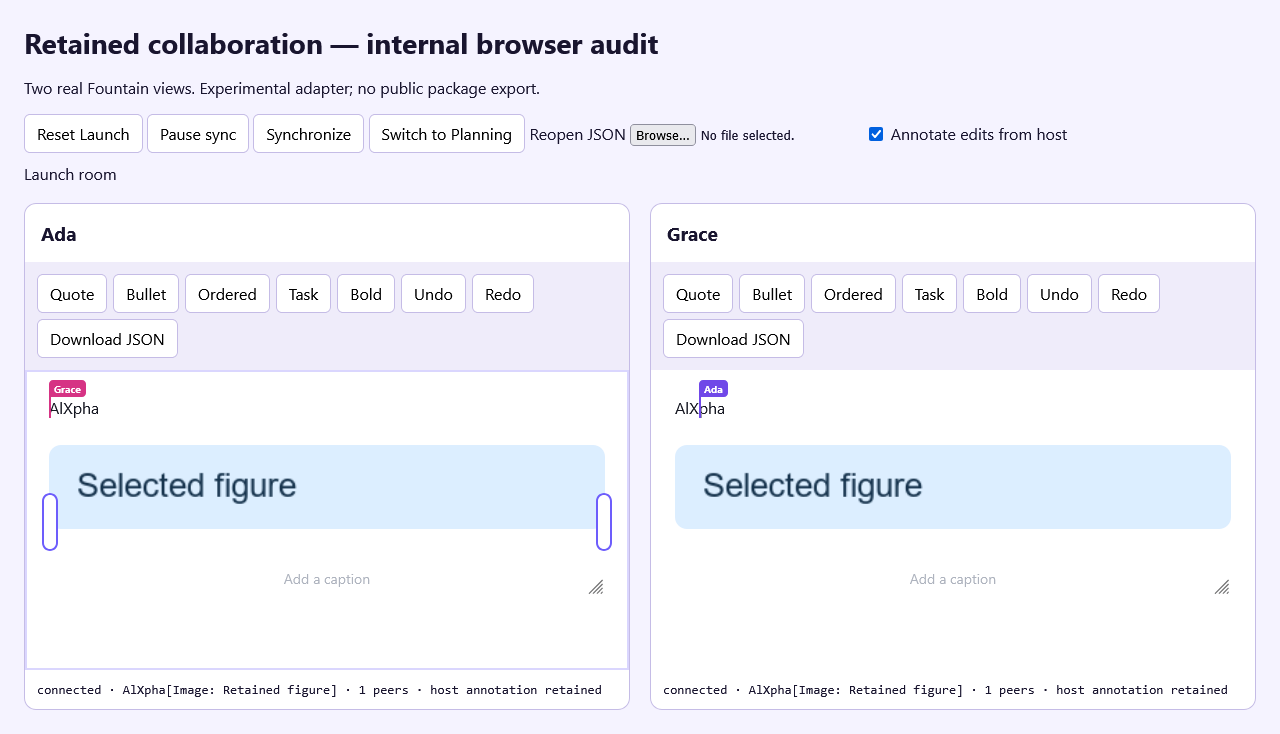 Retained collaboration — internal browser audit
Two real Fountain views. Experimental adapter; no public package export.
Reset Launch Pause sync Synchronize Switch to Planning Reopen JSON Browse... No file selected. Annotate edits from host
Launch room
Ada
Quote Bullet Ordered Task Bold Undo Redo
Download JSON
Grace
AlXpha
Selected figure
Add a caption
connected · AlXpha[Image: Retained figure] · 1 peers · host annotation retained
Grace
Quote Bullet Ordered Task Bold Undo Redo
Download JSON
Ada
AlXpha
Selected figure
Add a caption
connected · AlXpha[Image: Retained figure] · 1 peers · host annotation retained